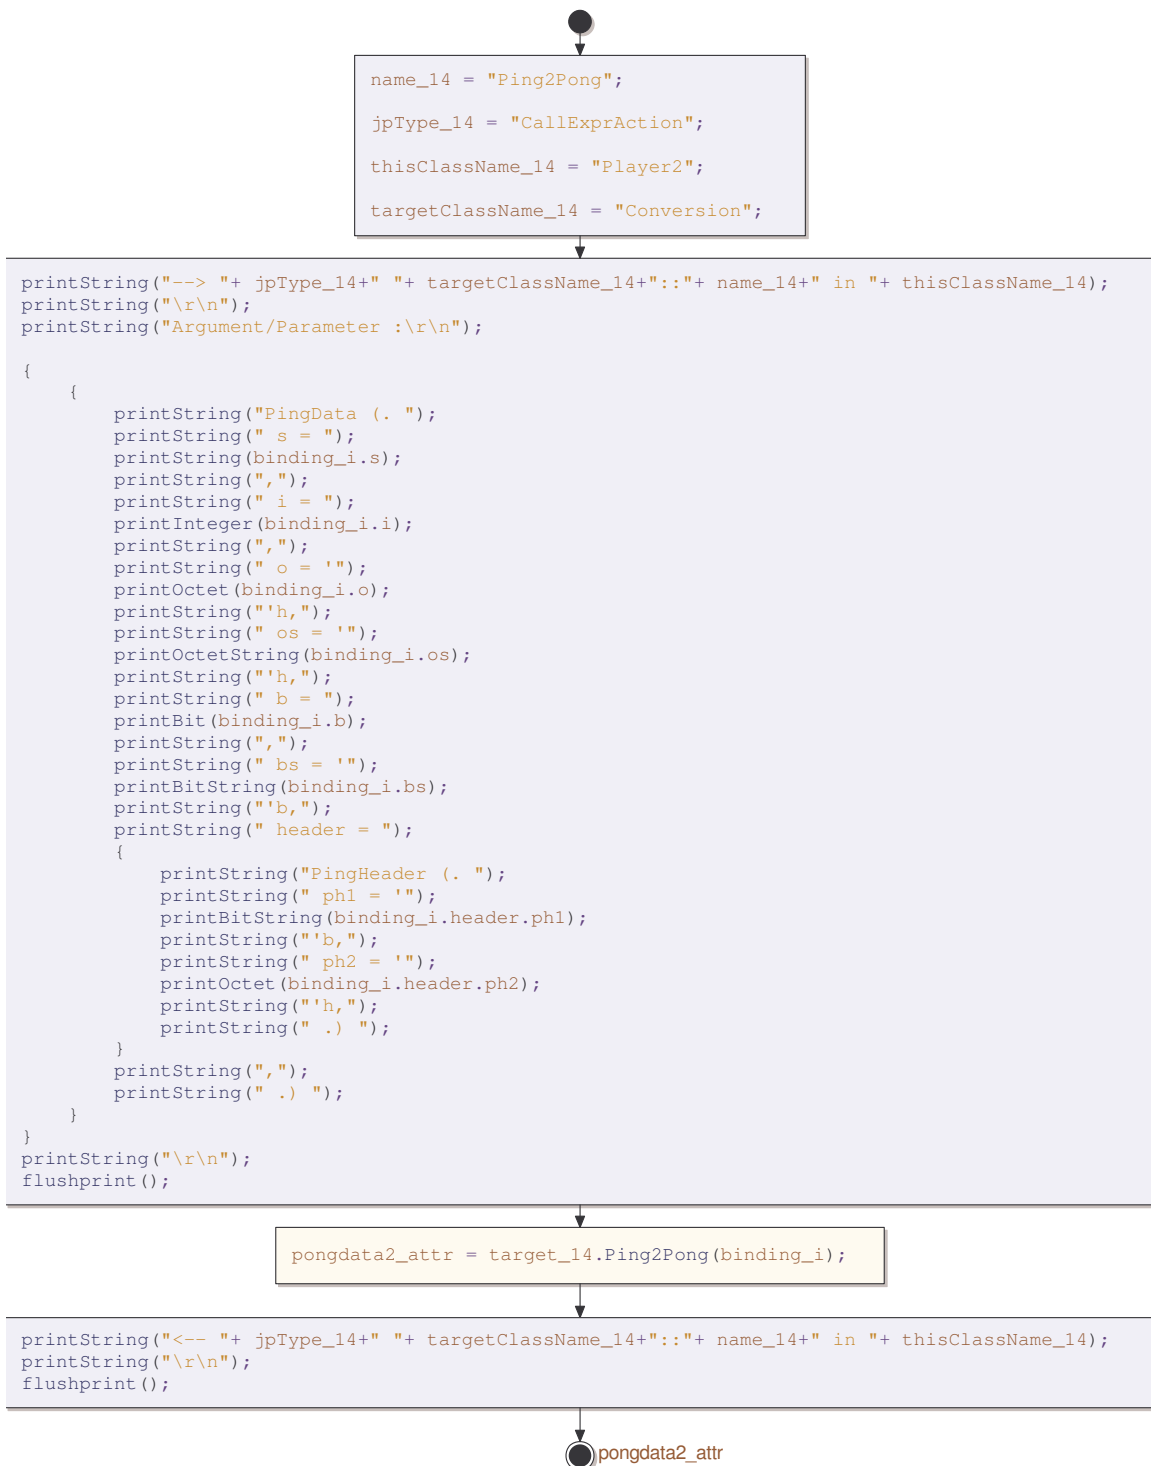 name_14 = "Ping2Pong";
jpType_14 = "CallExprAction";
thisClassName_14 = "Player2";
targetClassName_14 = "Conversion";
printString("--> "+ jpType_14+" "+ targetClassName_14+"::"+ name_14+" in "+ thisClassName_14);
printString("\r\n");
printString("Argument/Parameter :\r\n");
{
{
printString("PingData (. ");
printString(" s = ");
printString(binding_i.s);
printString(",");
printString(" i = ");
printInteger(binding_i.i);
printString(",");
printString(" o = '");
printOctet(binding_i.o);
printString("'h,");
printString(" os = '");
printOctetString(binding_i.os);
printString("'h,");
printString(" b = ");
printBit(binding_i.b);
printString(",");
printString(" bs = '");
printBitString(binding_i.bs);
printString("'b,");
printString(" header = ");
{
printString("PingHeader (. ");
printString(" ph1 = '");
printBitString(binding_i.header.ph1);
printString("'b,");
printString(" ph2 = '");
printOctet(binding_i.header.ph2);
printString("'h,");
printString(" .) ");
}
printString(",");
printString(" .) ");
}
}
printString("\r\n");
flushprint();
pongdata2_attr = target_14.Ping2Pong(binding_i);
printString("<-- "+ jpType_14+" "+ targetClassName_14+"::"+ name_14+" in "+ thisClassName_14);
printString("\r\n");
flushprint();
pongdata2_attr